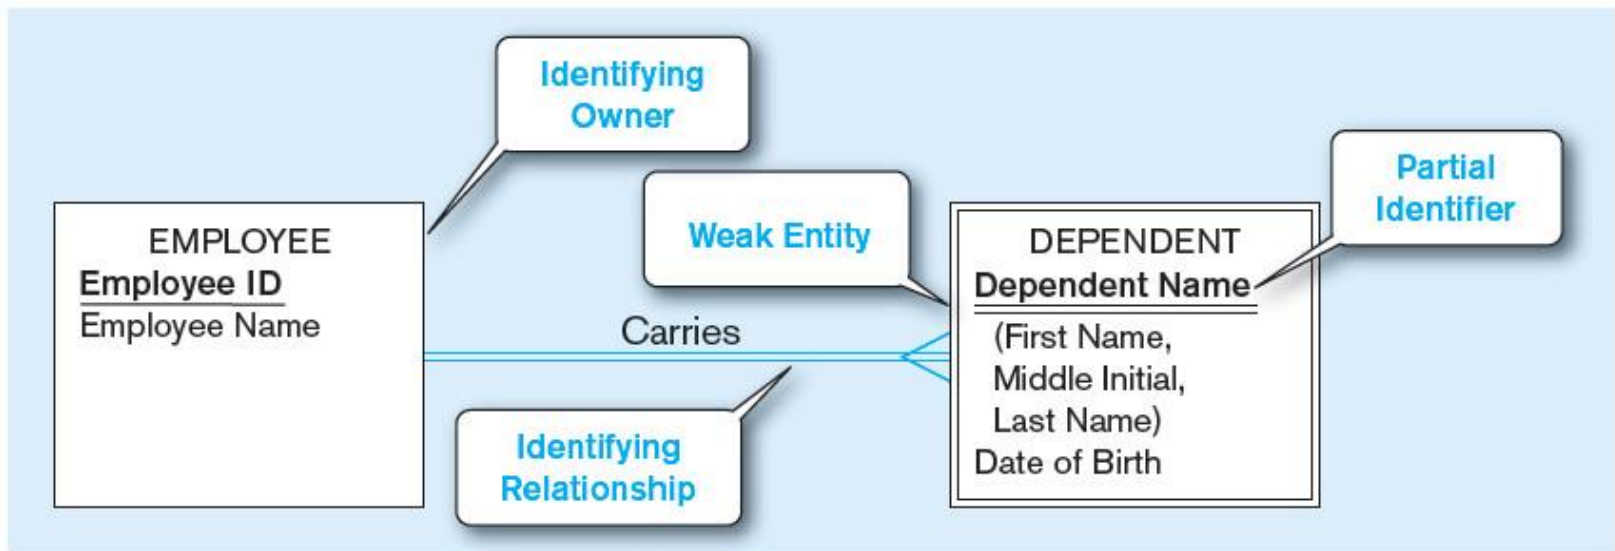 Identifying
Owner
Partial
Identifier
Weak Entity
EMPLOYEE
Employee ID
Employee Name
Carries
DEPENDENT
Dependent Name
(First Name,
Middle Initial,
Last Name)
Date of Birth
Identifying
Relationship